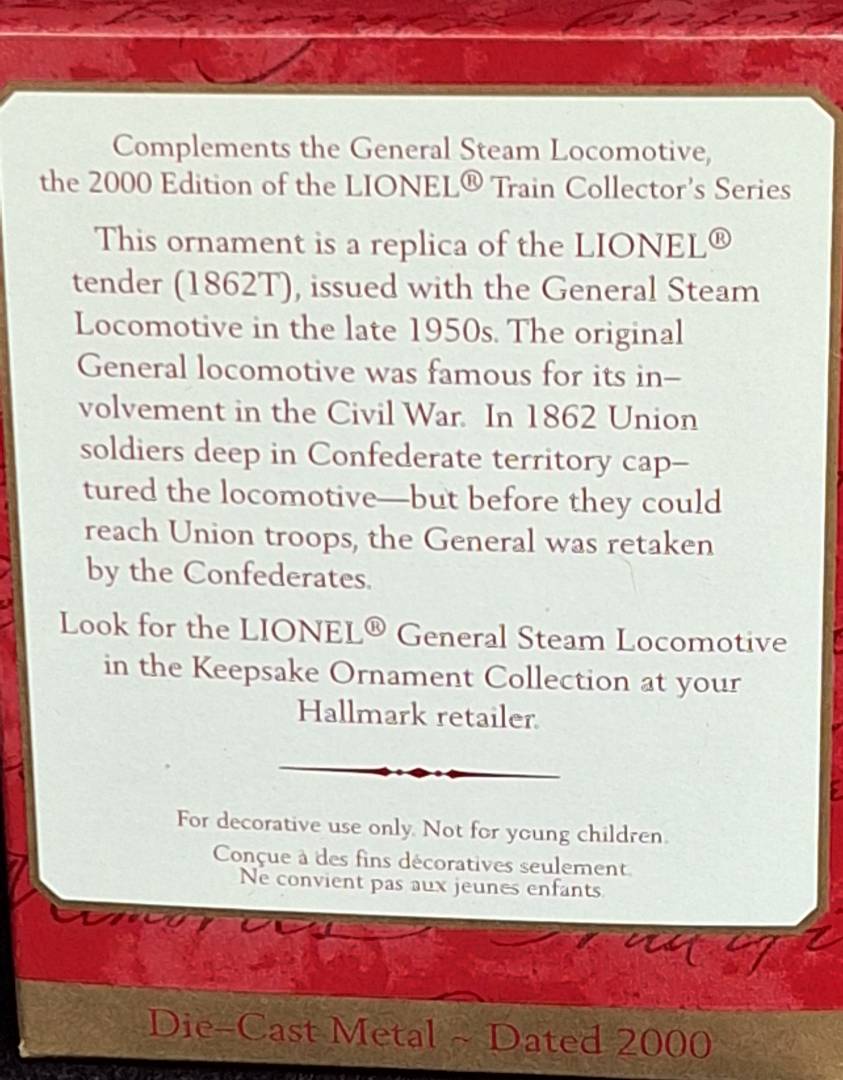 Complements the General Steam Locomotive,
the 2000 Edition of the LIONEL® Train Collector's Series
This ornament is a replica of the LIONEL®
tender (1862T), issued with the General Steam
Locomotive in the late 1950s. The original
General locomotive was famous for its in–
volvement in the Civil War. In 1862 Union
soldiers deep in Confederate territory cap–
tured the locomotive—but before they could
reach Union troops, the General was retaken
by the Confederates.
Look for the LIONEL® General Steam Locomotive
in the Keepsake Ornament Collection at your
Hallmark retailer.
For decorative use only. Not for young children.
Conçue à des fins décoratives seulement.
Ne convient pas aux jeunes enfants.
Die–Cast Metal ~ Dated 2000